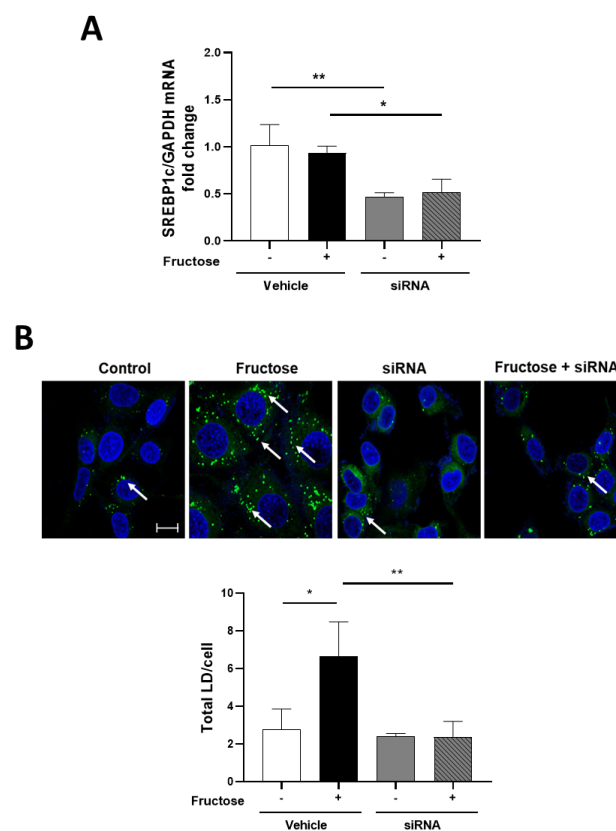 A
SREBP1c/GAPDH mRNA
fold change
2.0
1.5
1.0
0.5
0.0
**
*
Fructose - + - +
Vehicle siRNA
B
Control Fructose siRNA Fructose + siRNA
Total LD/cell
10
8
6
4
2
0
* **
Fructose - + - +
Vehicle siRNA